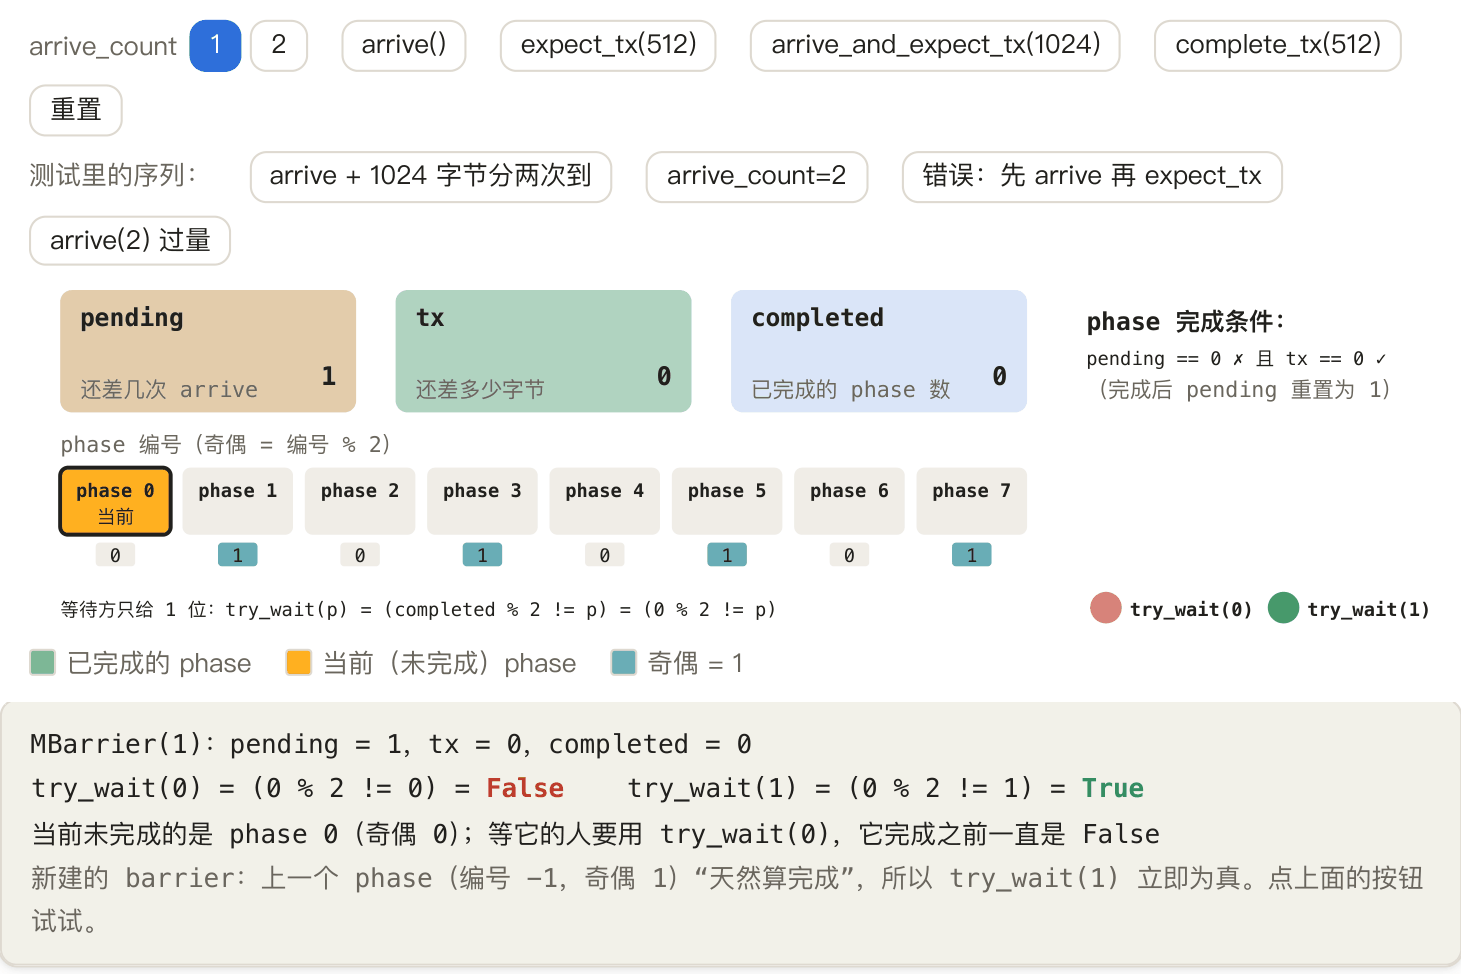 arrive_count 1 2 arrive() expect_tx(512) arrive_and_expect_tx(1024) complete_tx(512)
重置
测试里的序列： arrive + 1024 字节分两次到 arrive_count=2 错误：先 arrive 再 expect_tx
arrive(2) 过量
pending tx completed
还差几次 arrive 1 还差多少字节 0 已完成的 phase 数 0
phase 完成条件：
pending == 0 ✗ 且 tx == 0 ✓
（完成后 pending 重置为 1）
phase 编号（奇偶 = 编号 % 2）
phase 0 phase 1 phase 2 phase 3 phase 4 phase 5 phase 6 phase 7
当前
0 1 0 1 0 1 0 1
等待方只给 1 位：try_wait(p) = (completed % 2 != p) = (0 % 2 != p) try_wait(0) try_wait(1)
已完成的 phase 当前（未完成）phase 奇偶 = 1
MBarrier(1)：pending = 1，tx = 0，completed = 0
try_wait(0) = (0 % 2 != 0) = False try_wait(1) = (0 % 2 != 1) = True
当前未完成的是 phase 0（奇偶 0）；等它的人要用 try_wait(0)，它完成之前一直是 False
新建的 barrier：上一个 phase（编号 −1，奇偶 1）“天然算完成”，所以 try_wait(1) 立即为真。点上面的按钮
试试。